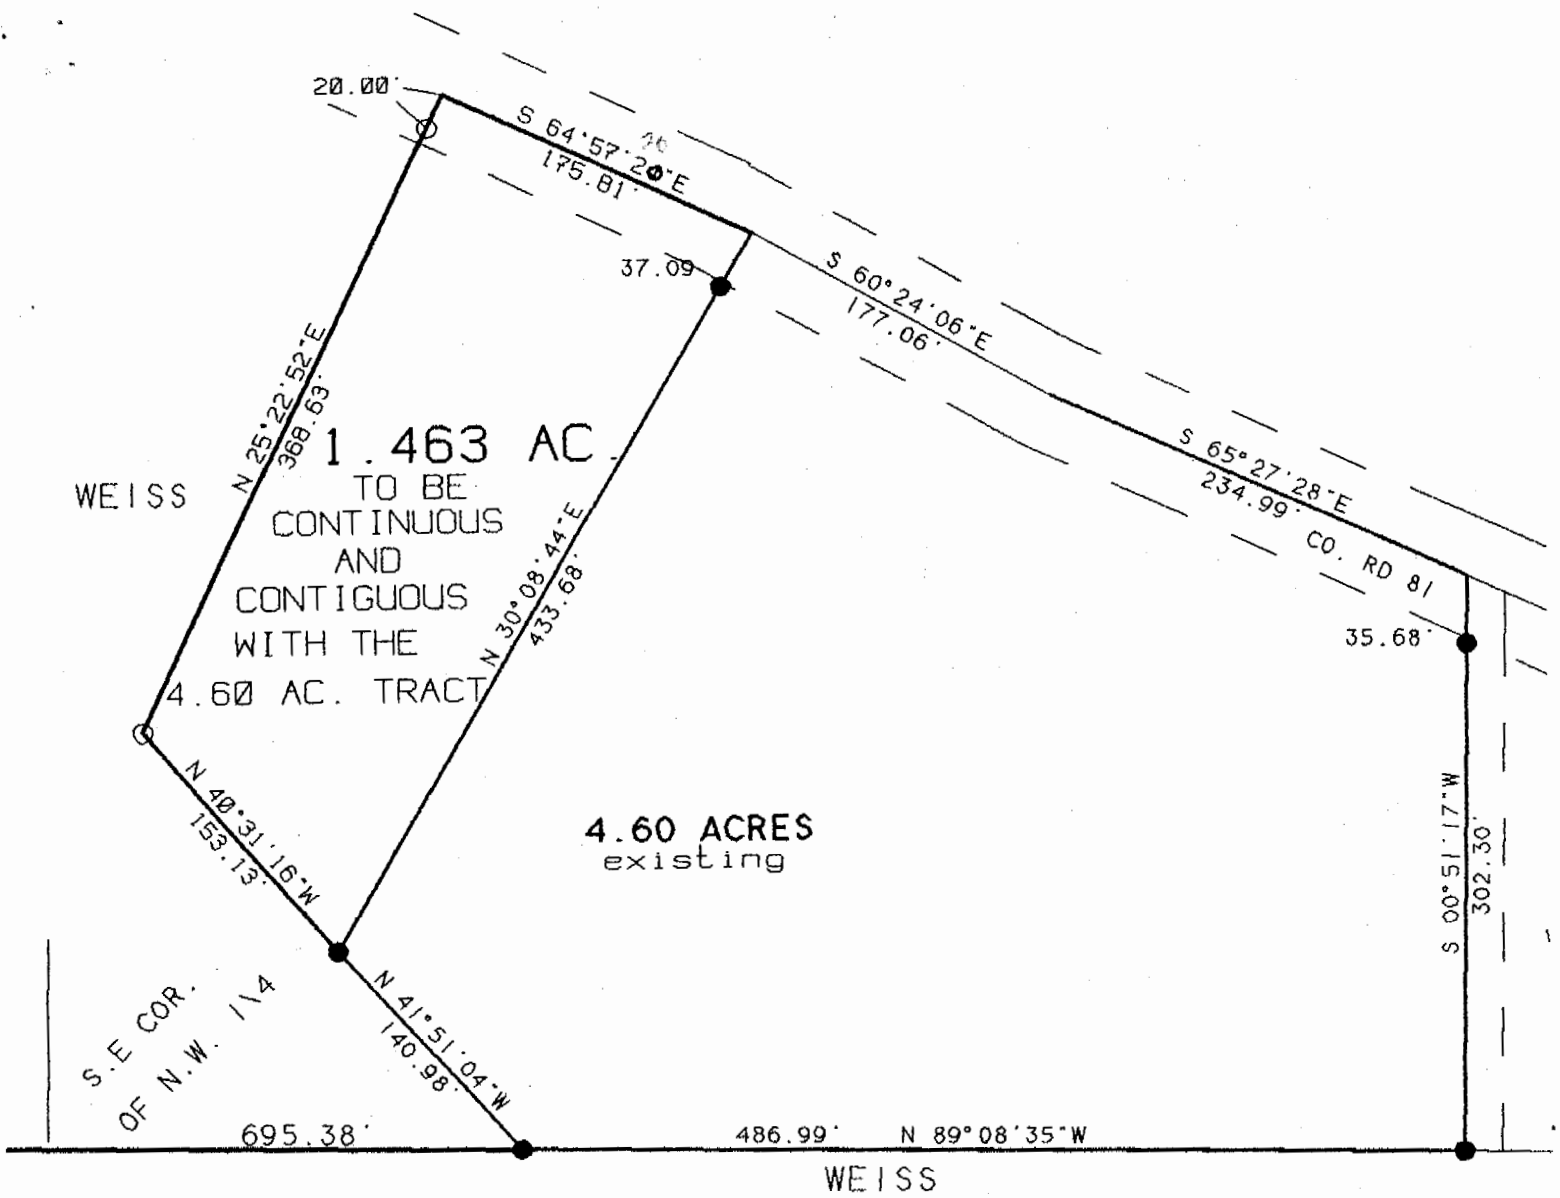 20.00'
S 64°57'20"E
175.81'
37.09
S 60°24'06"E
177.06'
N 25°22'52"E
368.63'
1.463 AC.
TO BE
CONTINUOUS
AND
CONTIGUOUS
WITH THE
4.60 AC. TRACT
WEISS
N 30°08'44"E
433.68'
S 65°27'28"E
234.99'
CO. RD 81
35.68'
N 40°31'16"W
153.13'
4.60 ACRES
existing
S 00°51'17"W
302.30'
S.E COR.
OF N.W. 1\4
N 41°51'04"W
140.98'
695.38'
486.99' N 89°08'35"W
WEISS